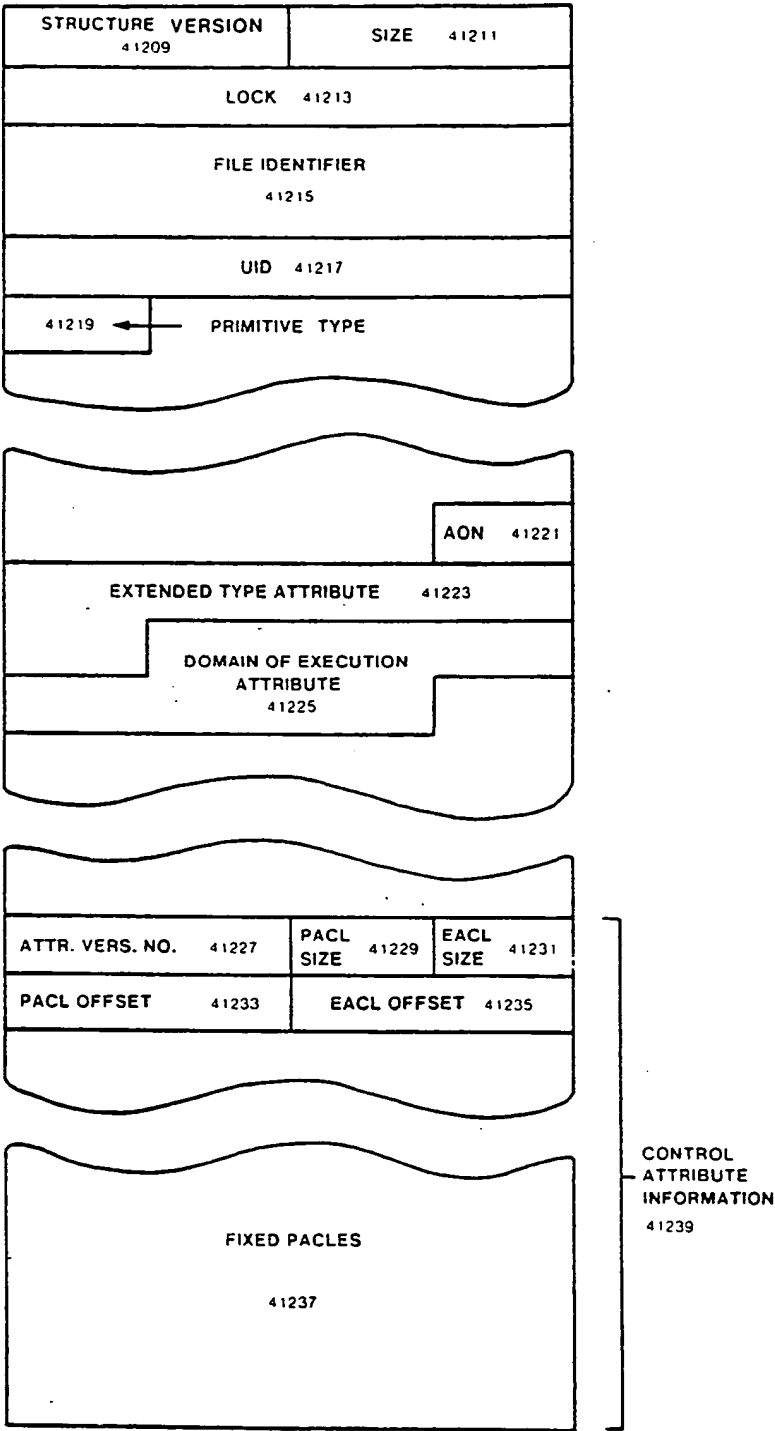 STRUCTURE VERSION
41209
SIZE 41211
LOCK 41213
FILE IDENTIFIER
41215
UID 41217
41219 PRIMITIVE TYPE
AON 41221
EXTENDED TYPE ATTRIBUTE 41223
DOMAIN OF EXECUTION
ATTRIBUTE
41225
ATTR. VERS. NO. 41227
PACL
SIZE 41229
EACL
SIZE 41231
PACL OFFSET 41233
EACL OFFSET 41235
CONTROL
ATTRIBUTE
INFORMATION
41239
FIXED PACLES
41237